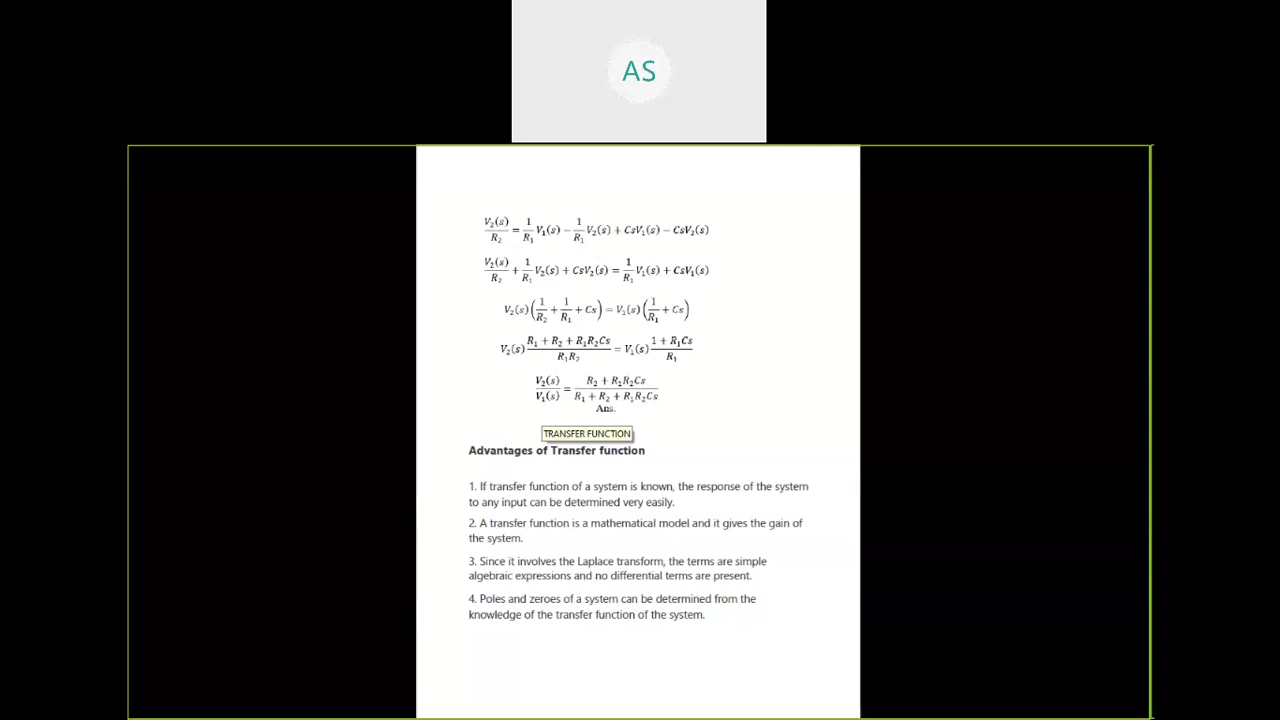 AS
V₂(s)/R₂ = 1/R₁ V₁(s) − 1/R₁ V₂(s) + CsV₁(s) − CsV₂(s)
V₂(s)/R₂ + 1/R₁ V₂(s) + CsV₂(s) = 1/R₁ V₁(s) + CsV₁(s)
V₂(s)(1/R₂ + 1/R₁ + Cs) = V₁(s)(1/R₁ + Cs)
V₂(s) (R₁ + R₂ + R₁R₂Cs)/(R₁R₂) = V₁(s) (1 + R₁Cs)/R₁
V₂(s)/V₁(s) = (R₂ + R₁R₂Cs)/(R₁ + R₂ + R₁R₂Cs)
Ans.
TRANSFER FUNCTION
Advantages of Transfer function
1. If transfer function of a system is known, the response of the system
to any input can be determined very easily.
2. A transfer function is a mathematical model and it gives the gain of
the system.
3. Since it involves the Laplace transform, the terms are simple
algebraic expressions and no differential terms are present.
4. Poles and zeroes of a system can be determined from the
knowledge of the transfer function of the system.